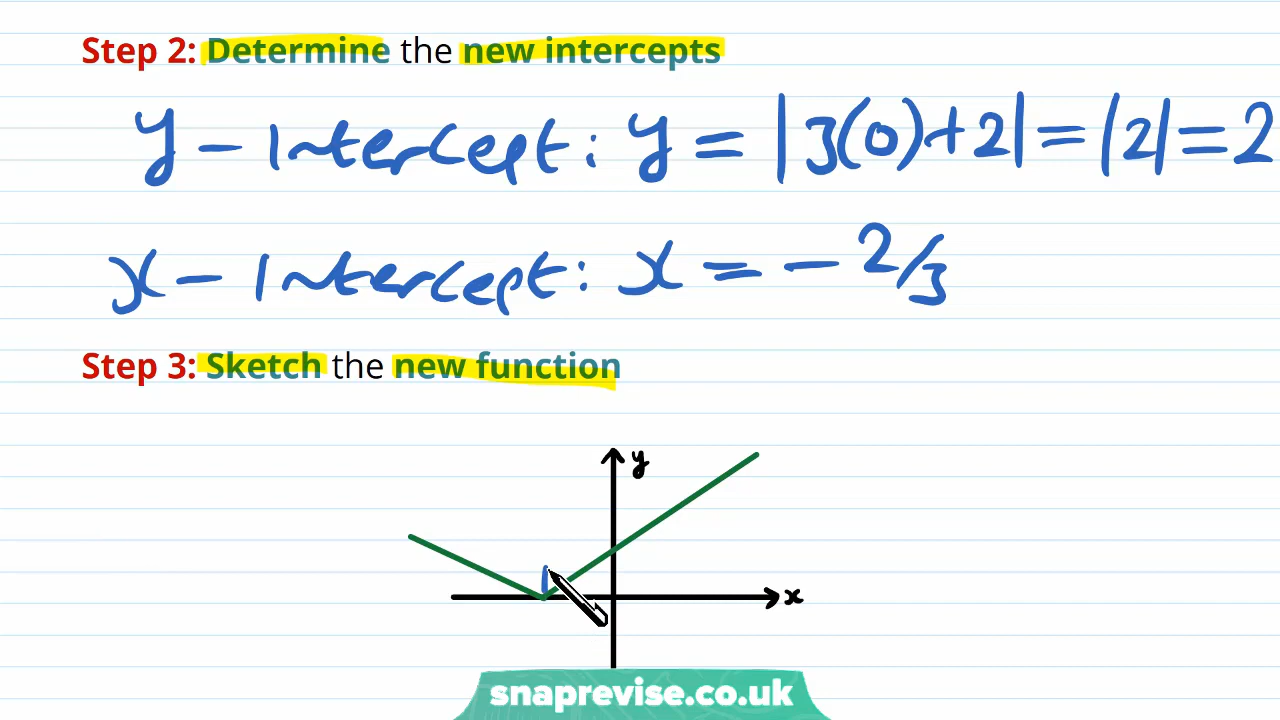 Step 2: Determine the new intercepts
y - Intercept: y = |3(0)+2| = |2| = 2
x - Intercept: x = - 2/3
Step 3: Sketch the new function
y
x
snaprevise.co.uk